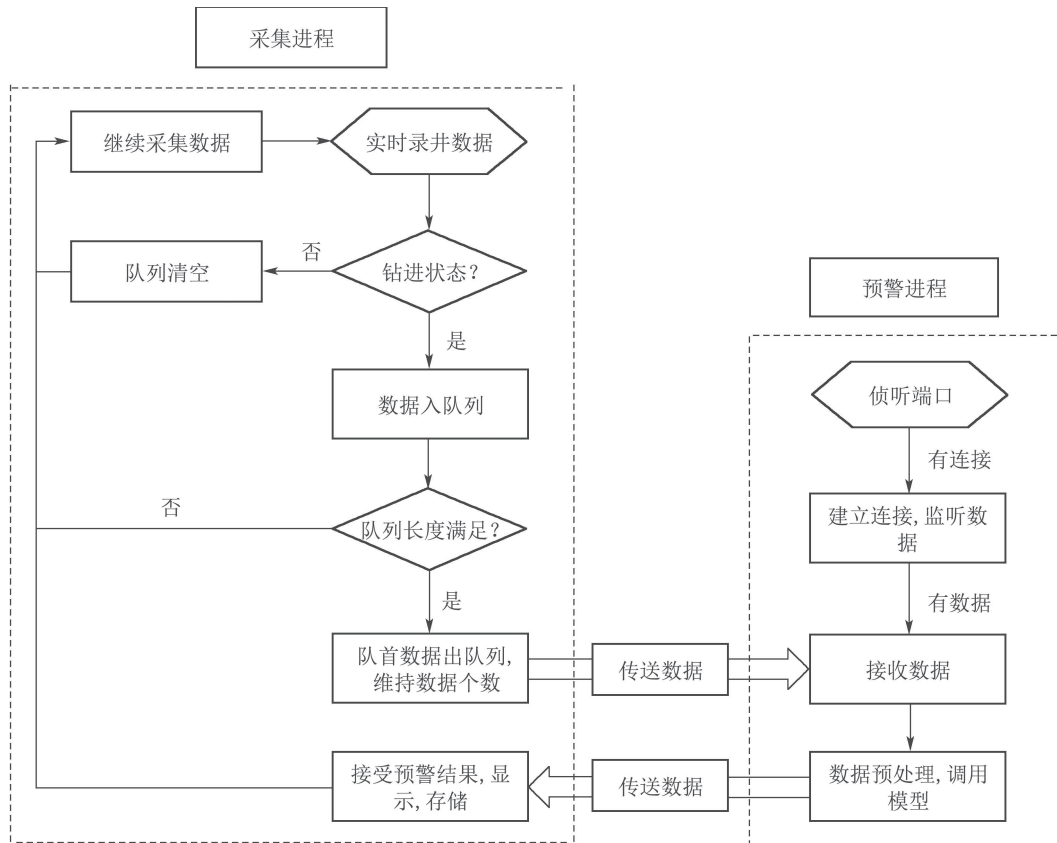 采集进程
继续采集数据
实时录井数据
队列清空
否
钻进状态?
是
数据入队列
否
队列长度满足?
是
队首数据出队列,
维持数据个数
传送数据
接受预警结果,显
示,存储
传送数据
预警进程
侦听端口
有连接
建立连接,监听数
据
有数据
接收数据
数据预处理,调用
模型